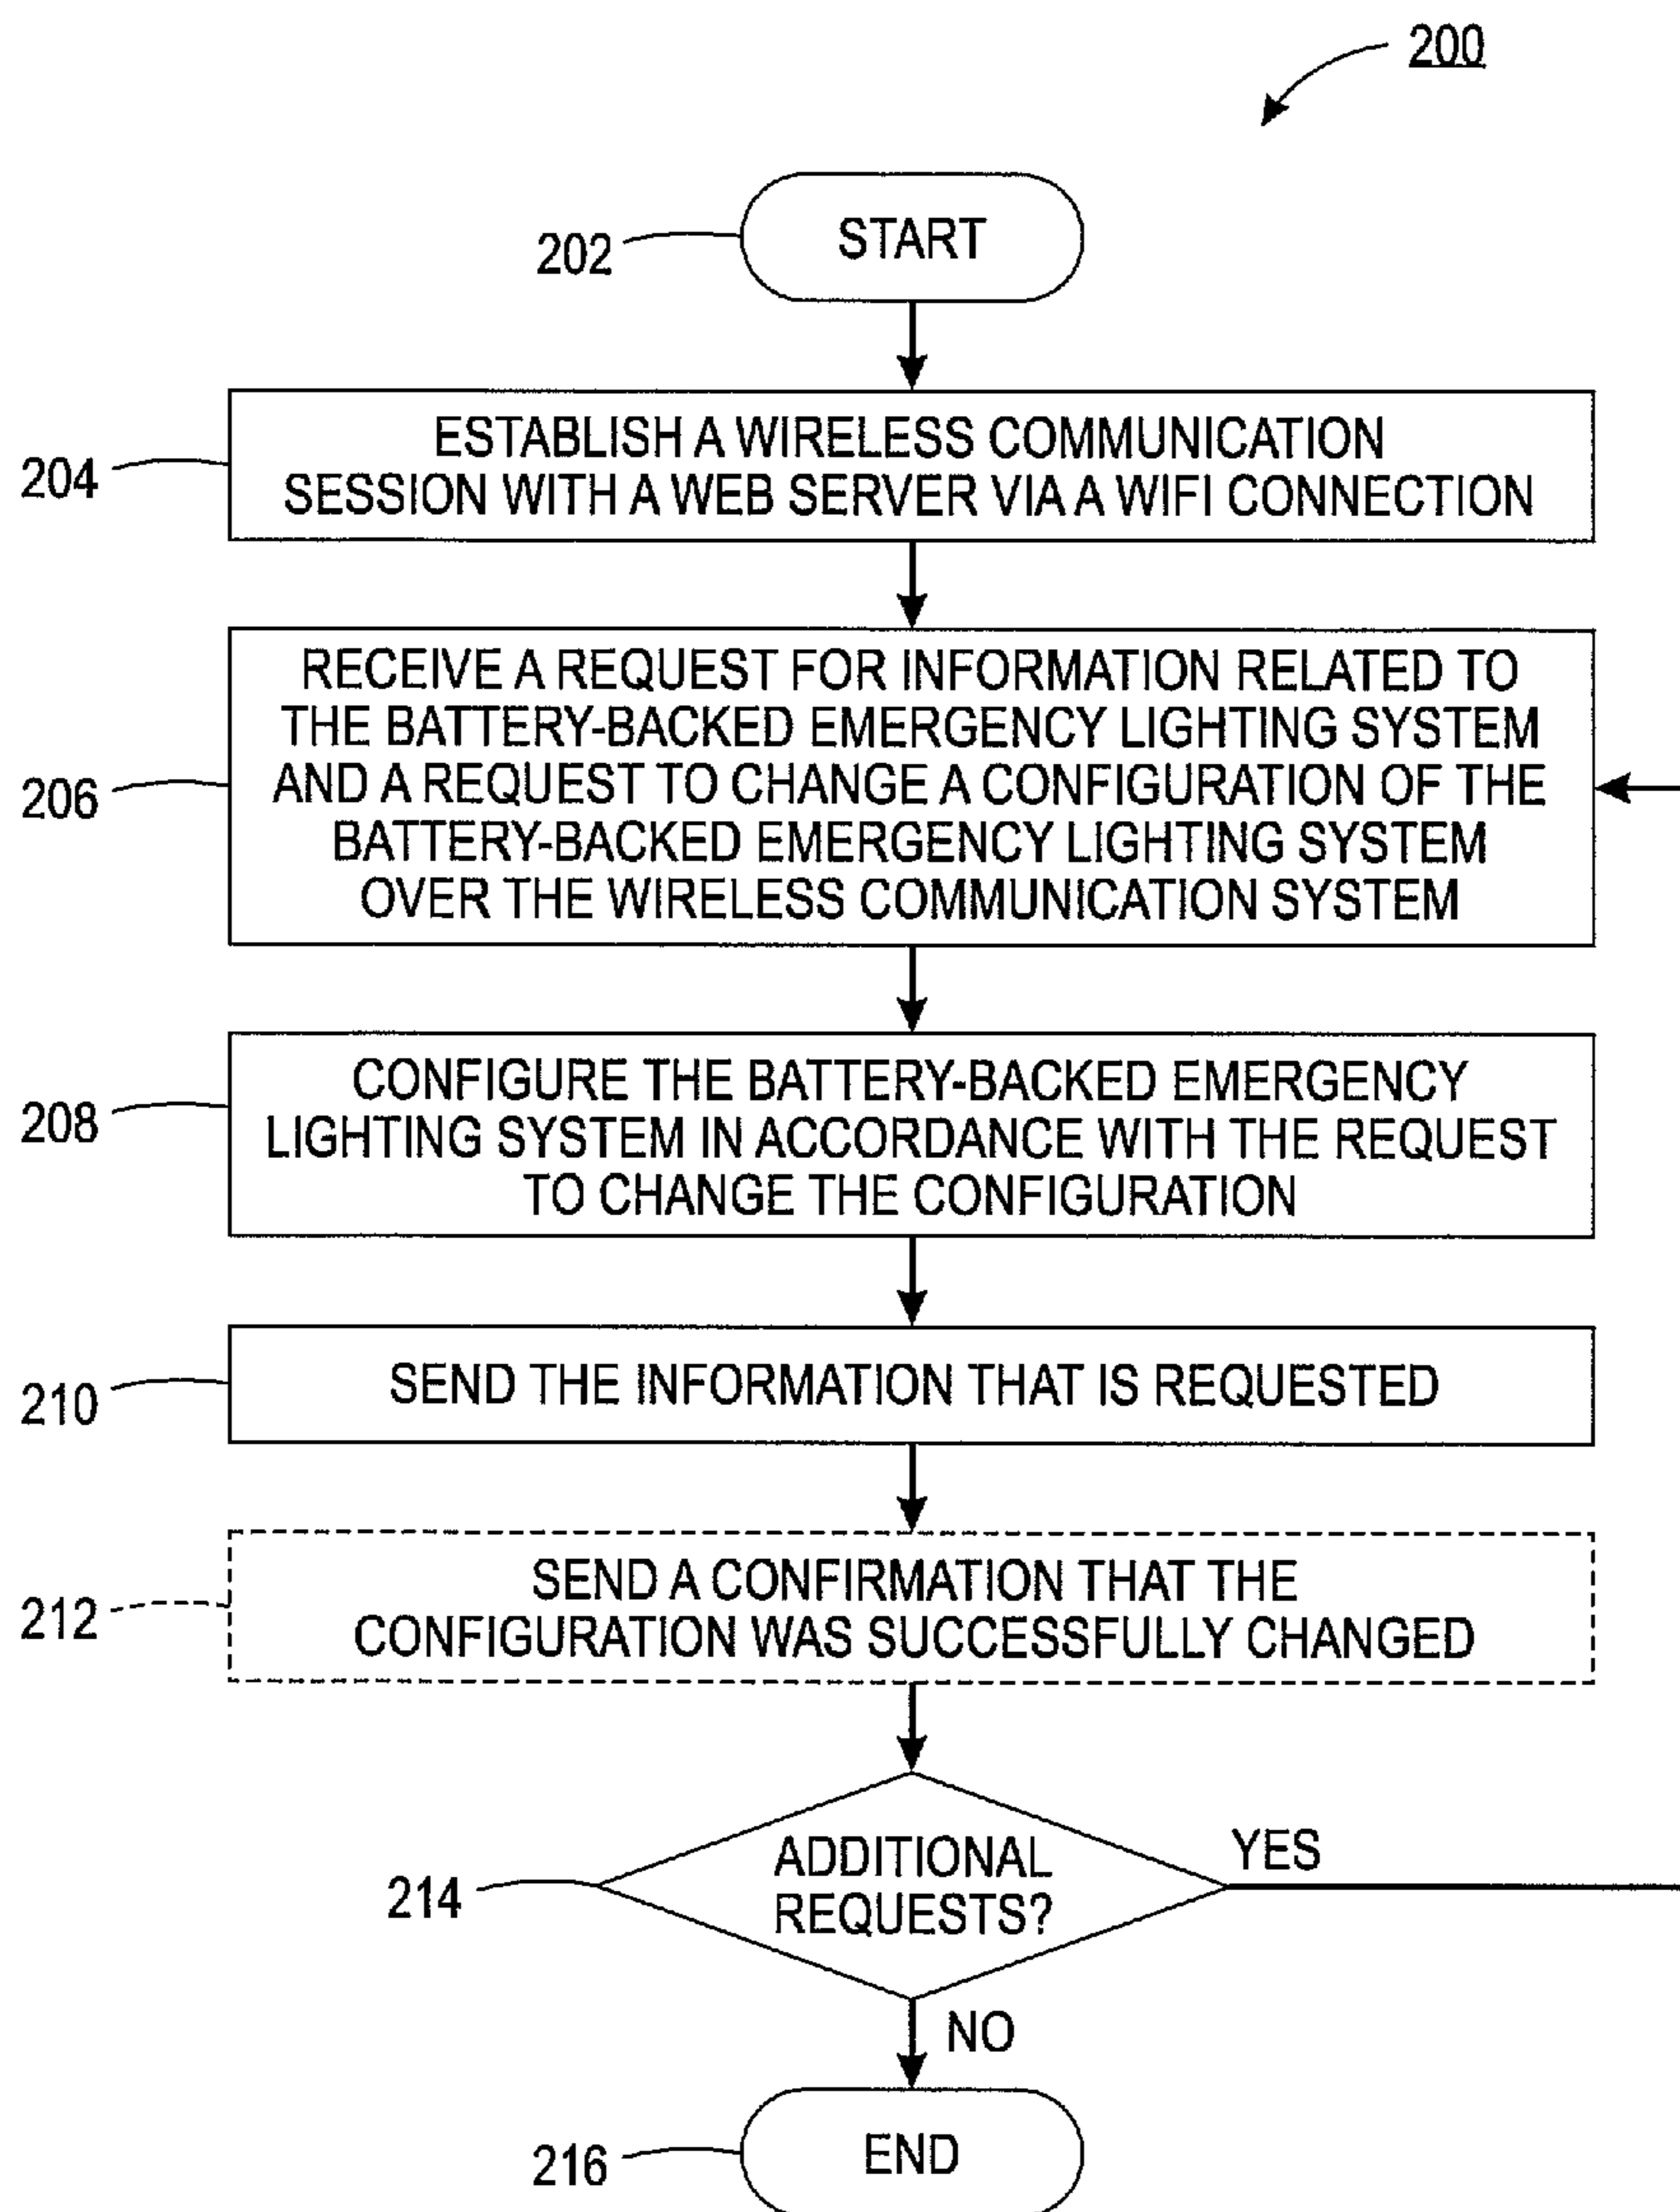 200
202
START
204
ESTABLISH A WIRELESS COMMUNICATION
SESSION WITH A WEB SERVER VIA A WIFI CONNECTION
206
RECEIVE A REQUEST FOR INFORMATION RELATED TO
THE BATTERY-BACKED EMERGENCY LIGHTING SYSTEM
AND A REQUEST TO CHANGE A CONFIGURATION OF THE
BATTERY-BACKED EMERGENCY LIGHTING SYSTEM
OVER THE WIRELESS COMMUNICATION SYSTEM
208
CONFIGURE THE BATTERY-BACKED EMERGENCY
LIGHTING SYSTEM IN ACCORDANCE WITH THE REQUEST
TO CHANGE THE CONFIGURATION
210
SEND THE INFORMATION THAT IS REQUESTED
212
SEND A CONFIRMATION THAT THE
CONFIGURATION WAS SUCCESSFULLY CHANGED
214
ADDITIONAL
REQUESTS?
YES
NO
216
END